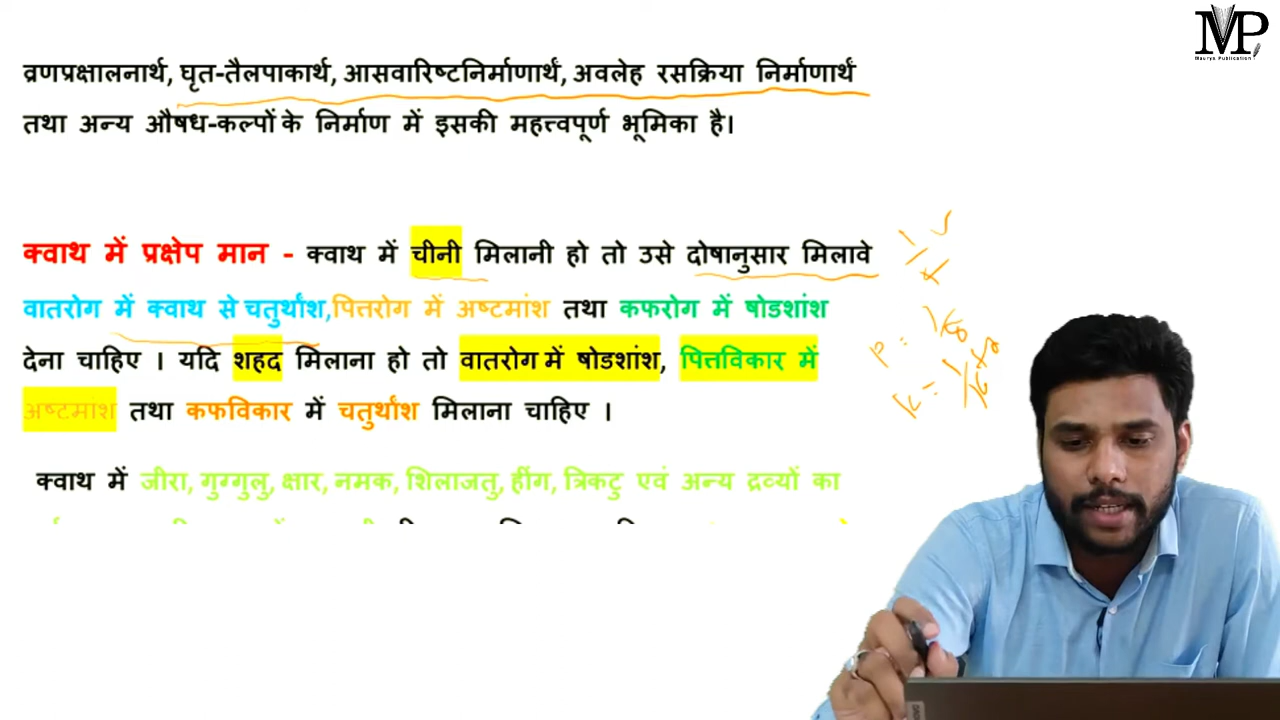 MP
Maurya Publication
व्रणप्रक्षालनार्थ, घृत-तैलपाकार्थ, आसवारिष्टनिर्माणार्थ, अवलेह रसक्रिया निर्माणार्थ
तथा अन्य औषध-कल्पों के निर्माण में इसकी महत्त्वपूर्ण भूमिका है।
क्वाथ में प्रक्षेप मान - क्वाथ में चीनी मिलानी हो तो उसे दोषानुसार मिलावे
वातरोग में क्वाथ से चतुर्थांश, पित्तरोग में अष्टमांश तथा कफरोग में षोडशांश
देना चाहिए । यदि शहद मिलाना हो तो वातरोग में षोडशांश, पित्तविकार में
अष्टमांश तथा कफविकार में चतुर्थांश मिलाना चाहिए ।
क्वाथ में जीरा, गुग्गुलु, क्षार, नमक, शिलाजतु, हींग, त्रिकटु एवं अन्य द्रव्यों का